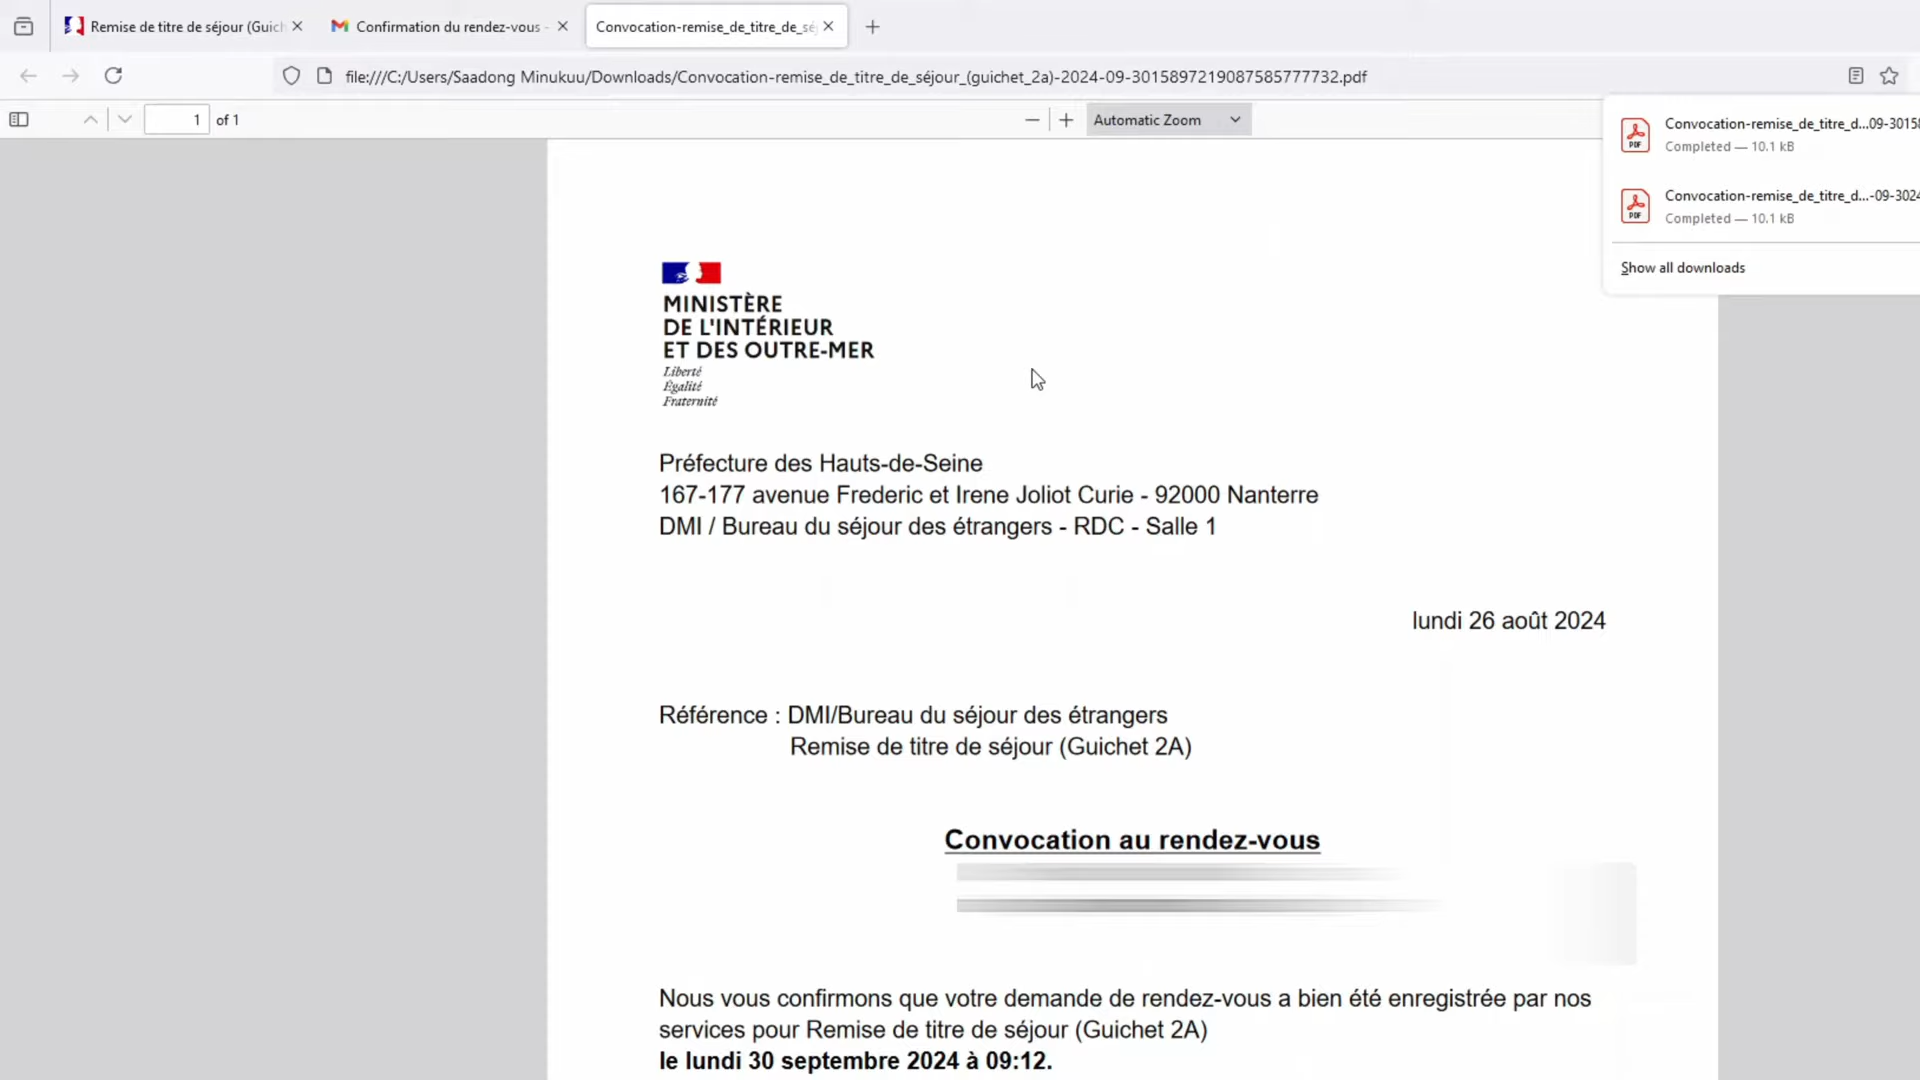 Remise de titre de séjour (Guich
Confirmation du rendez-vous -
Convocation-remise_de_titre_de_sé
file:///C:/Users/Saadong Minukuu/Downloads/Convocation-remise_de_titre_de_séjour_(guichet_2a)-2024-09-3015897219087585777732.pdf
1 of 1
Automatic Zoom
Convocation-remise_de_titre_d...09-30158
Completed — 10.1 kB
Convocation-remise_de_titre_d...-09-3024
Completed — 10.1 kB
Show all downloads
MINISTÈRE
DE L'INTÉRIEUR
ET DES OUTRE-MER
Liberté
Égalité
Fraternité
Préfecture des Hauts-de-Seine
167-177 avenue Frederic et Irene Joliot Curie - 92000 Nanterre
DMI / Bureau du séjour des étrangers - RDC - Salle 1
lundi 26 août 2024
Référence : DMI/Bureau du séjour des étrangers
Remise de titre de séjour (Guichet 2A)
Convocation au rendez-vous
Nous vous confirmons que votre demande de rendez-vous a bien été enregistrée par nos
services pour Remise de titre de séjour (Guichet 2A)
le lundi 30 septembre 2024 à 09:12.